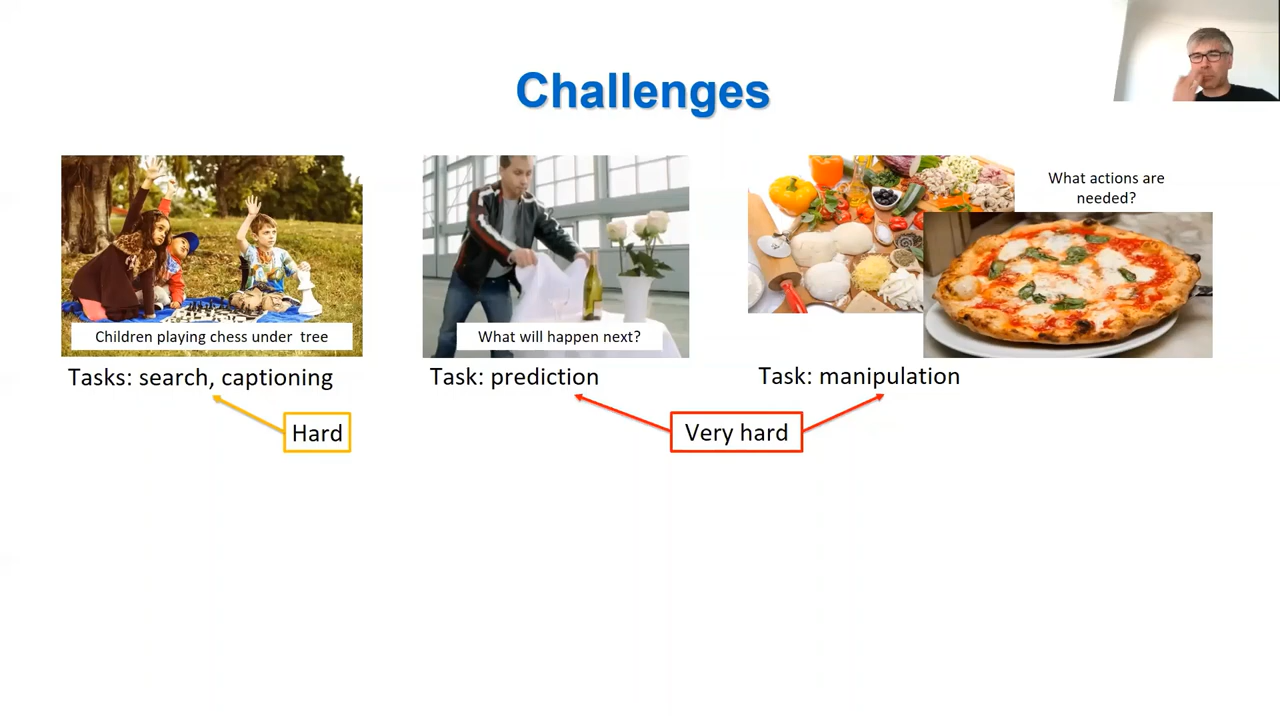 Challenges
Children playing chess under tree
Tasks: search, captioning
Hard
What will happen next?
Task: prediction
Very hard
What actions are
needed?
Task: manipulation